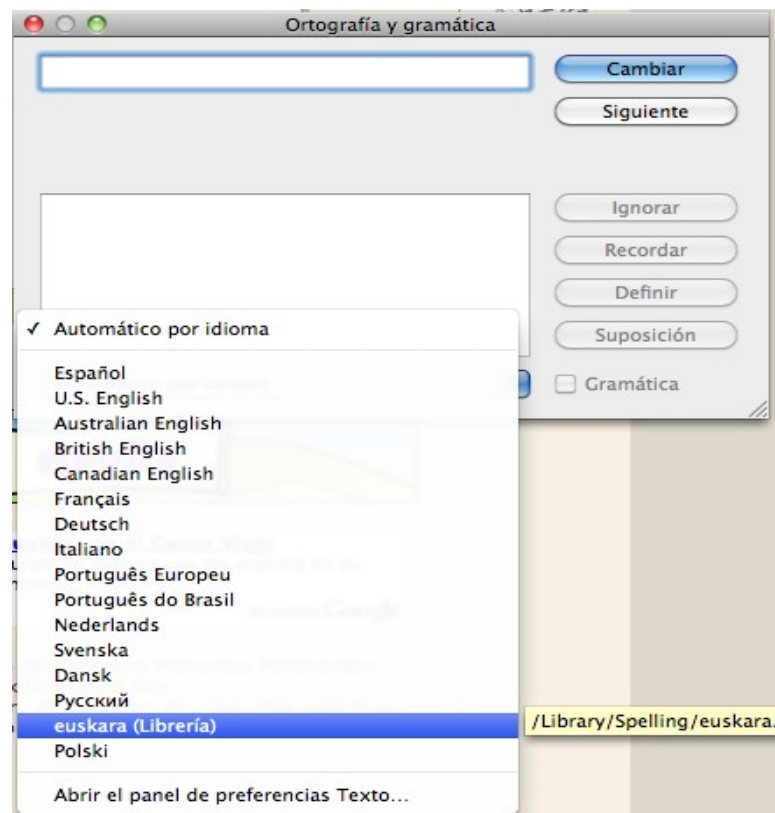 Ortografía y gramática
Cambiar
Siguiente
Ignorar
Recordar
Definir
Suposición
Gramática
✓ Automático por idioma
Español
U.S. English
Australian English
British English
Canadian English
Français
Deutsch
Italiano
Português Europeu
Português do Brasil
Nederlands
Svenska
Dansk
Русский
euskara (Librería)
/Library/Spelling/euskara.
Polski
Abrir el panel de preferencias Texto...